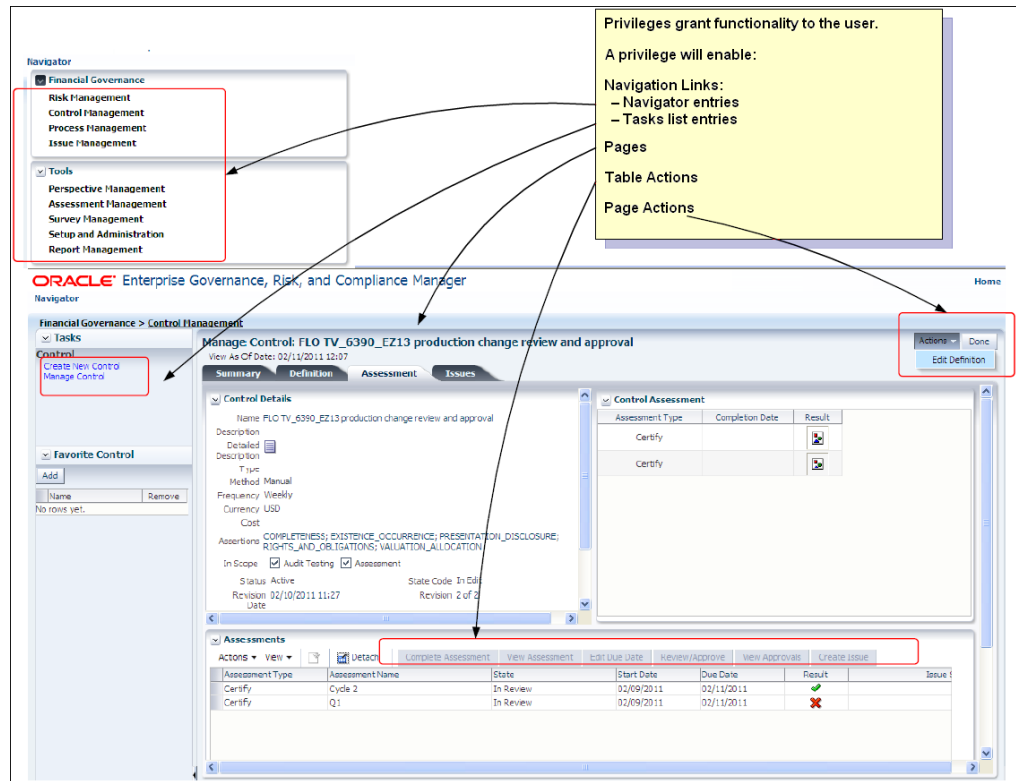 Privileges grant functionality to the user.
A privilege will enable:
Navigation Links:
– Navigator entries
– Tasks list entries
Pages
Table Actions
Page Actions
Navigator
Financial Governance
Risk Management
Control Management
Process Management
Issue Management
Tools
Perspective Management
Assessment Management
Survey Management
Setup and Administration
Report Management
ORACLE Enterprise Governance, Risk, and Compliance Manager
Home
Navigator
Financial Governance > Control Management
Tasks
Control
Create New Control
Manage Control
Favorite Control
Add
Name Remove
No rows yet.
Manage Control: FLO TV_6390_EZ13 production change review and approval
View As Of Date: 02/11/2011 12:07
Actions Done
Edit Definition
Summary Definition Assessment Issues
Control Details
Name FLO TV_6390_EZ13 production change review and approval
Description
Detailed Description
Type
Method Manual
Frequency Weekly
Currency USD
Cost
Assertions COMPLETENESS; EXISTENCE_OCCURRENCE; PRESENTATION_DISCLOSURE;
RIGHTS_AND_OBLIGATIONS; VALUATION_ALLOCATION
In Scope Audit Testing Assessment
Status Active State Code In Edit
Revision Date 02/10/2011 11:27 Revision 2 of 2
Control Assessment
Assessment Type Completion Date Result
Certify
Certify
Assessments
Actions View Detach Complete Assessment View Assessment Edit Due Date Review/Approve View Approvals Create Issue
Assessment Type Assessment Name State Start Date Due Date Result Issue S
Certify Cycle 2 In Review 02/09/2011 02/11/2011
Certify Q1 In Review 02/09/2011 02/11/2011